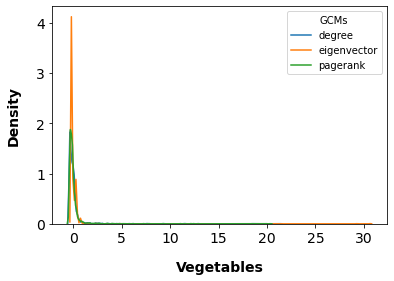 GCMs
degree
eigenvector
pagerank
4
3
2
1
0
Density
0 5 10 15 20 25 30
Vegetables